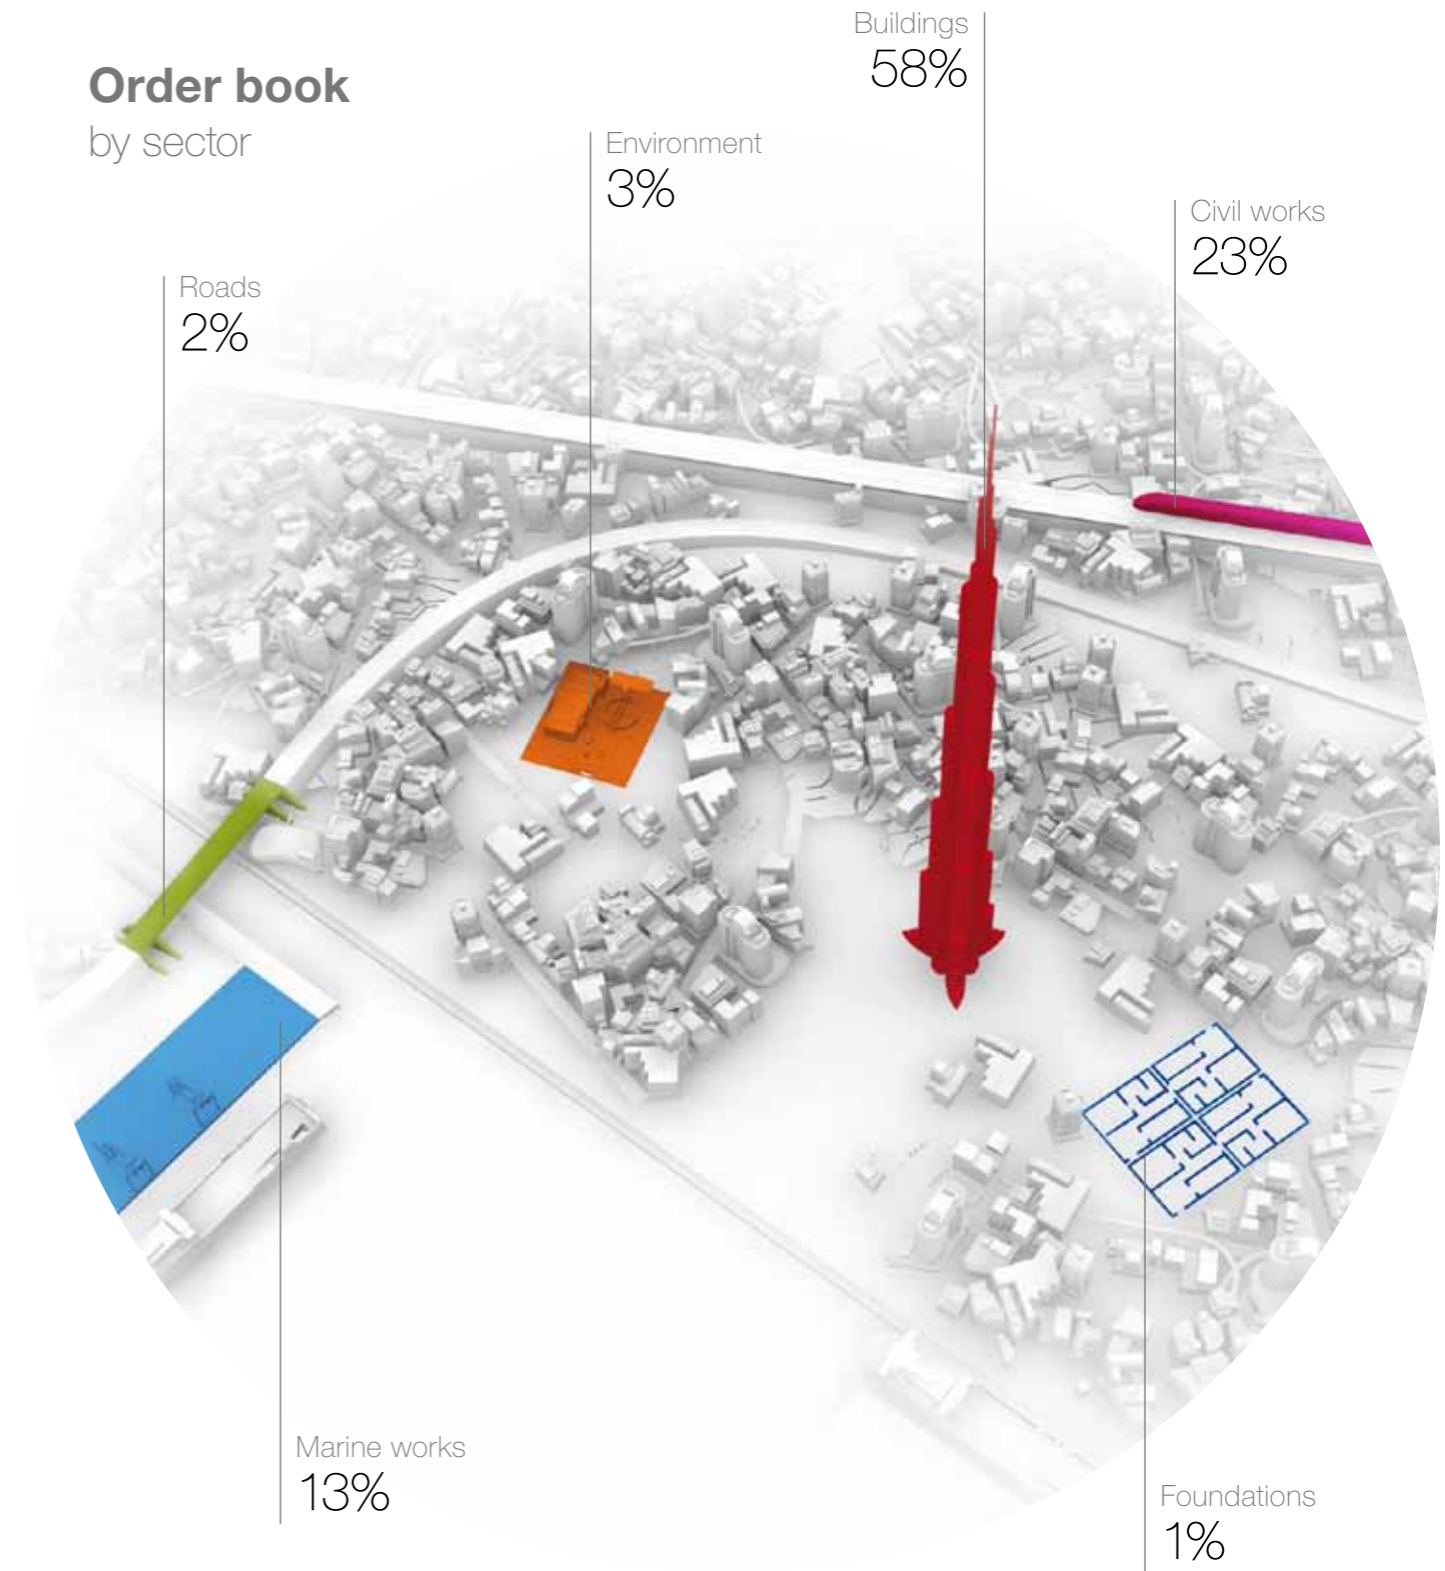 Order book
by sector
Buildings
58%
Environment
3%
Civil works
23%
Roads
2%
Marine works
13%
Foundations
1%